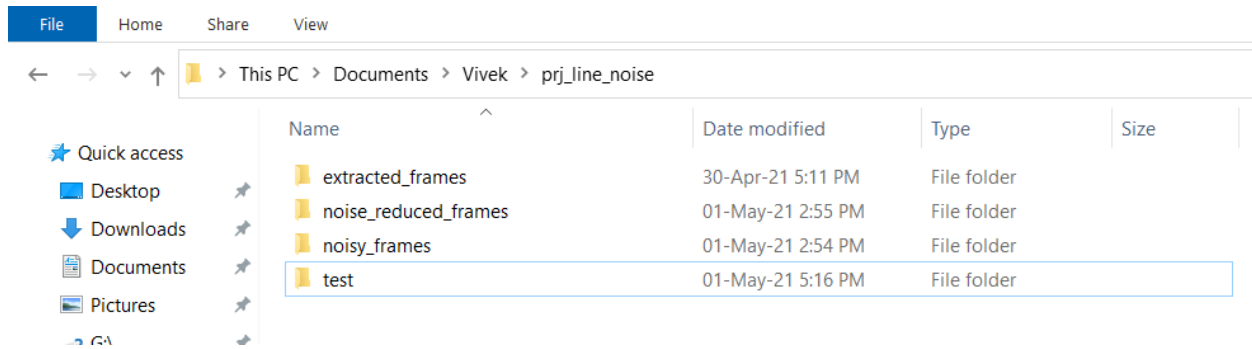 File Home Share View
This PC > Documents > Vivek > prj_line_noise
Name Date modified Type Size
Quick access
Desktop
Downloads
Documents
Pictures
G:\
extracted_frames 30-Apr-21 5:11 PM File folder
noise_reduced_frames 01-May-21 2:55 PM File folder
noisy_frames 01-May-21 2:54 PM File folder
test 01-May-21 5:16 PM File folder